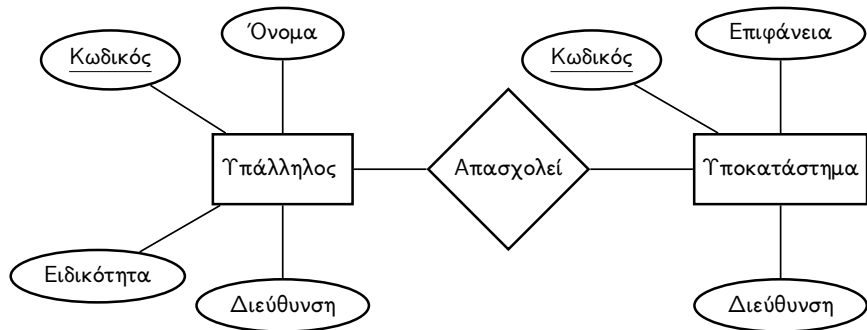 Όνομα
Επιφάνεια
Κωδικός
Κωδικός
Υπάλληλος
Απασχολεί
Υποκατάστημα
Ειδικότητα
Διεύθυνση
Διεύθυνση